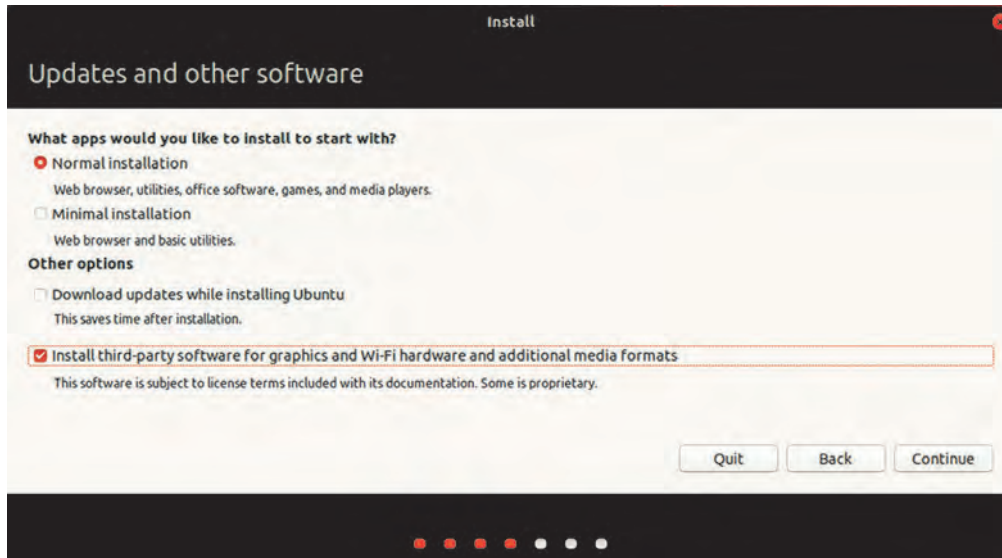 Install
Updates and other software
What apps would you like to install to start with?
Normal installation
Web browser, utilities, office software, games, and media players.
Minimal installation
Web browser and basic utilities.
Other options
Download updates while installing Ubuntu
This saves time after installation.
Install third-party software for graphics and Wi-Fi hardware and additional media formats
This software is subject to license terms included with its documentation. Some is proprietary.
Quit Back Continue